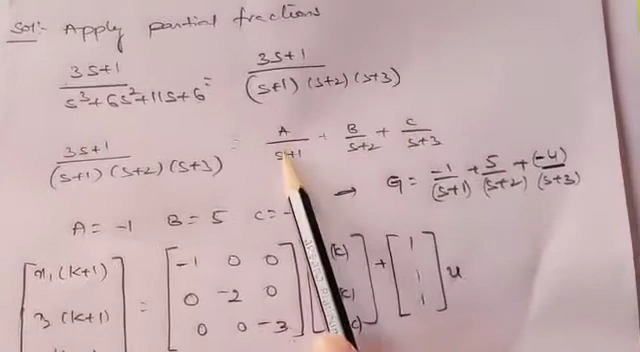 Sol:- Apply partial fractions
3s+1 / s³+6s²+11s+6 = 3s+1 / (s+1)(s+2)(s+3)
3s+1 / (s+1)(s+2)(s+3) = A / s+1 + B / s+2 + C / s+3
A = -1 B = 5 C = - → G = -1 / (s+1) + 5 / (s+2) + (-4) / (s+3)
[x₁(k+1) = [-1 0 0 (k) + [1 u
3(k+1) 0 -2 0 (k) 1
0 0 -3] (k)] 1]